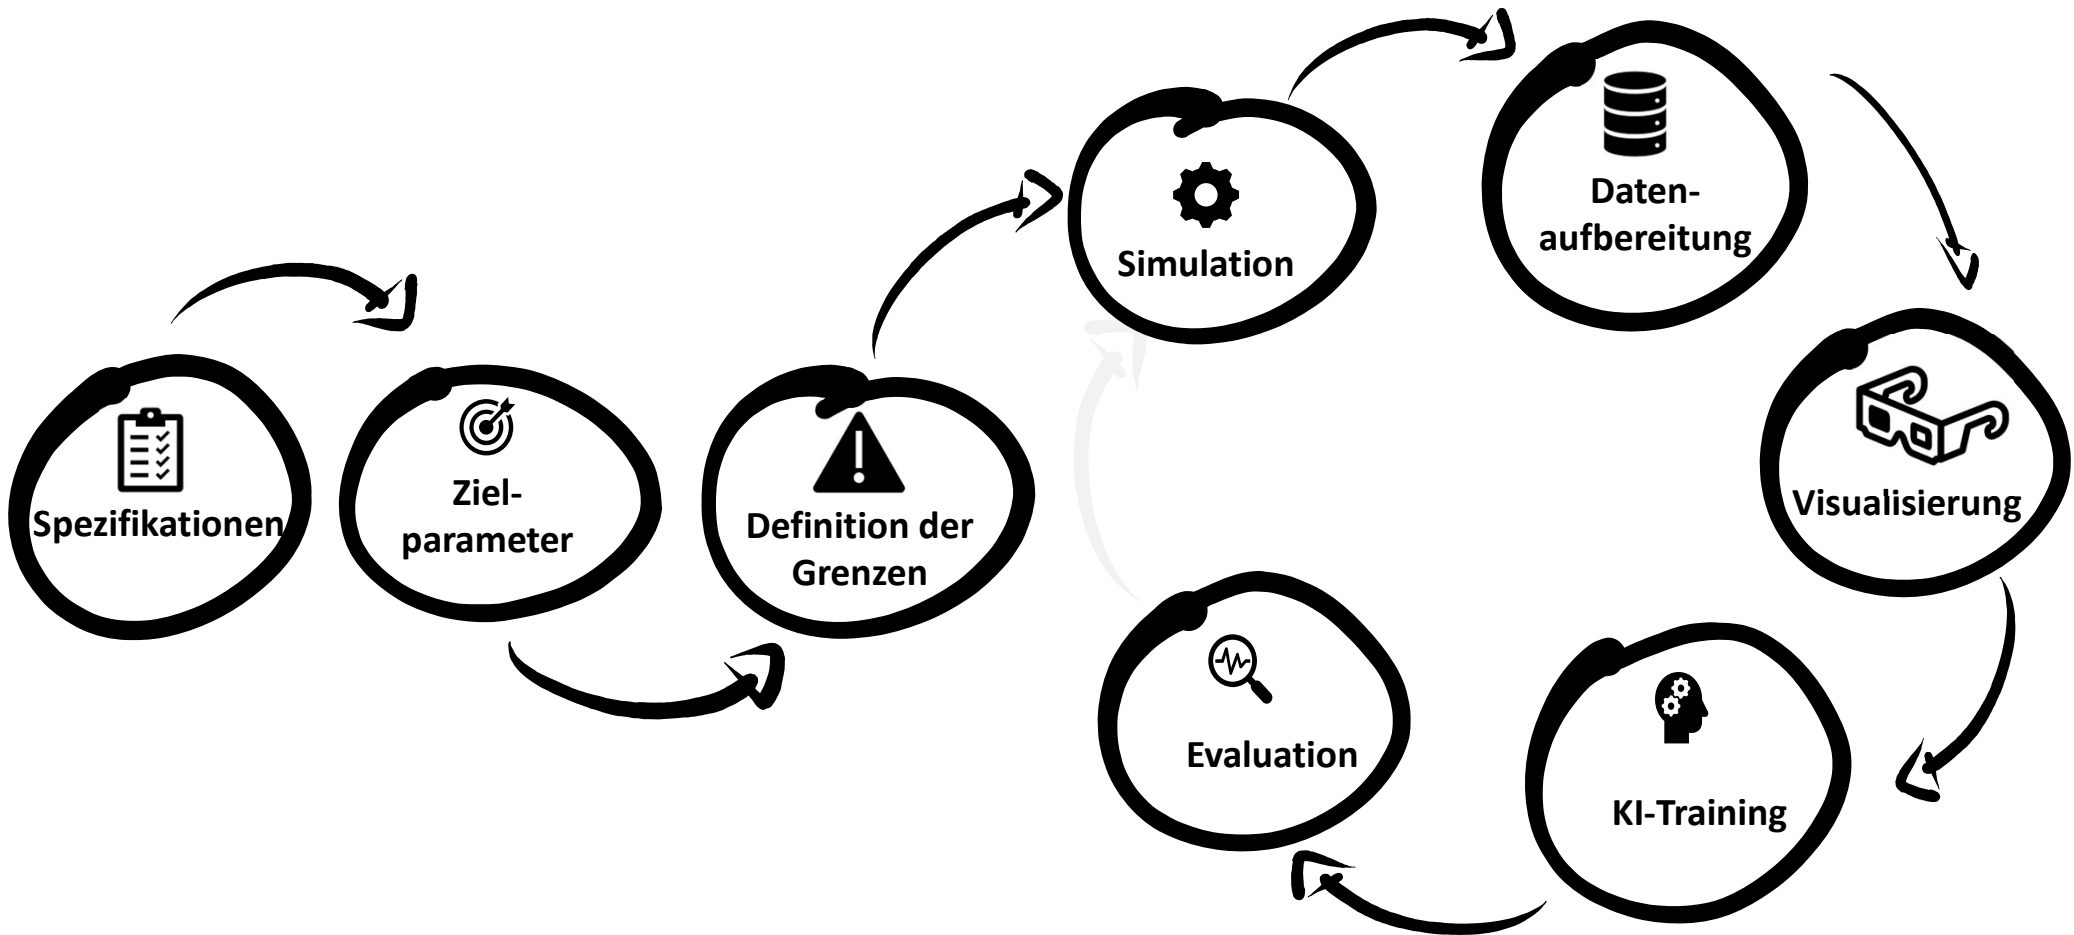 Spezifikationen
Ziel-
parameter
Definition der
Grenzen
Simulation
Daten-
aufbereitung
Visualisierung
KI-Training
Evaluation